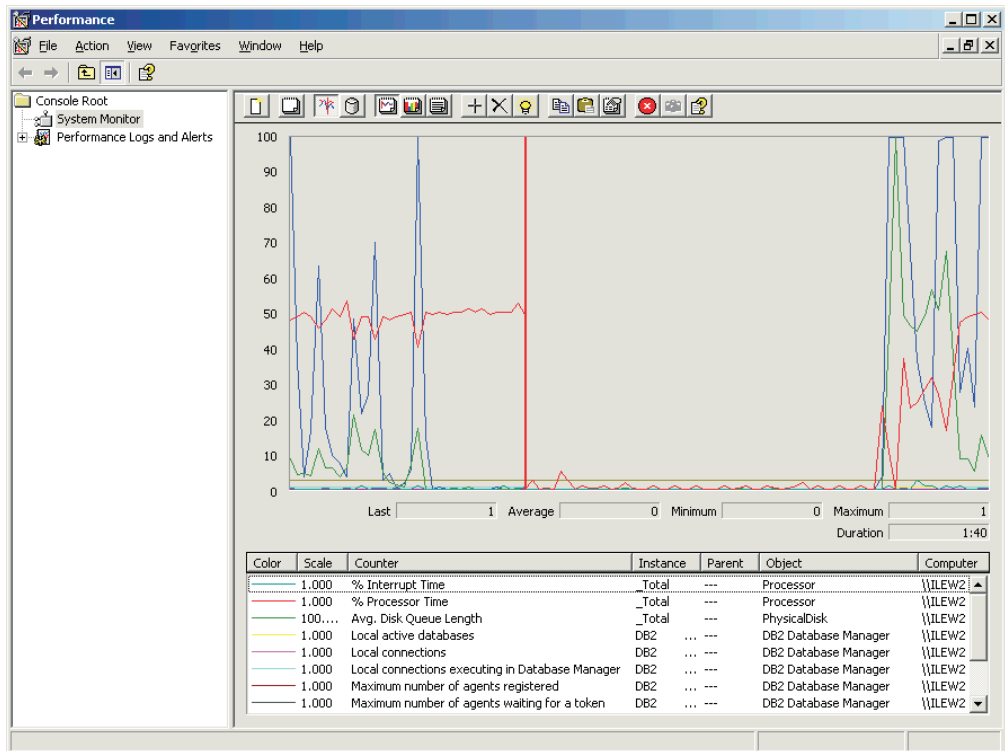 Performance
File Action View Favorites Window Help
Console Root
System Monitor
Performance Logs and Alerts
100
90
80
70
60
50
40
30
20
10
0
Last 1 Average 0 Minimum 0 Maximum 1
Duration 1:40
Color Scale Counter Instance Parent Object Computer
1.000 % Interrupt Time _Total --- Processor \\ILEW2
1.000 % Processor Time _Total --- Processor \\ILEW2
100.... Avg. Disk Queue Length _Total --- PhysicalDisk \\ILEW2
1.000 Local active databases DB2 ... --- DB2 Database Manager \\ILEW2
1.000 Local connections DB2 ... --- DB2 Database Manager \\ILEW2
1.000 Local connections executing in Database Manager DB2 ... --- DB2 Database Manager \\ILEW2
1.000 Maximum number of agents registered DB2 ... --- DB2 Database Manager \\ILEW2
1.000 Maximum number of agents waiting for a token DB2 ... --- DB2 Database Manager \\ILEW2